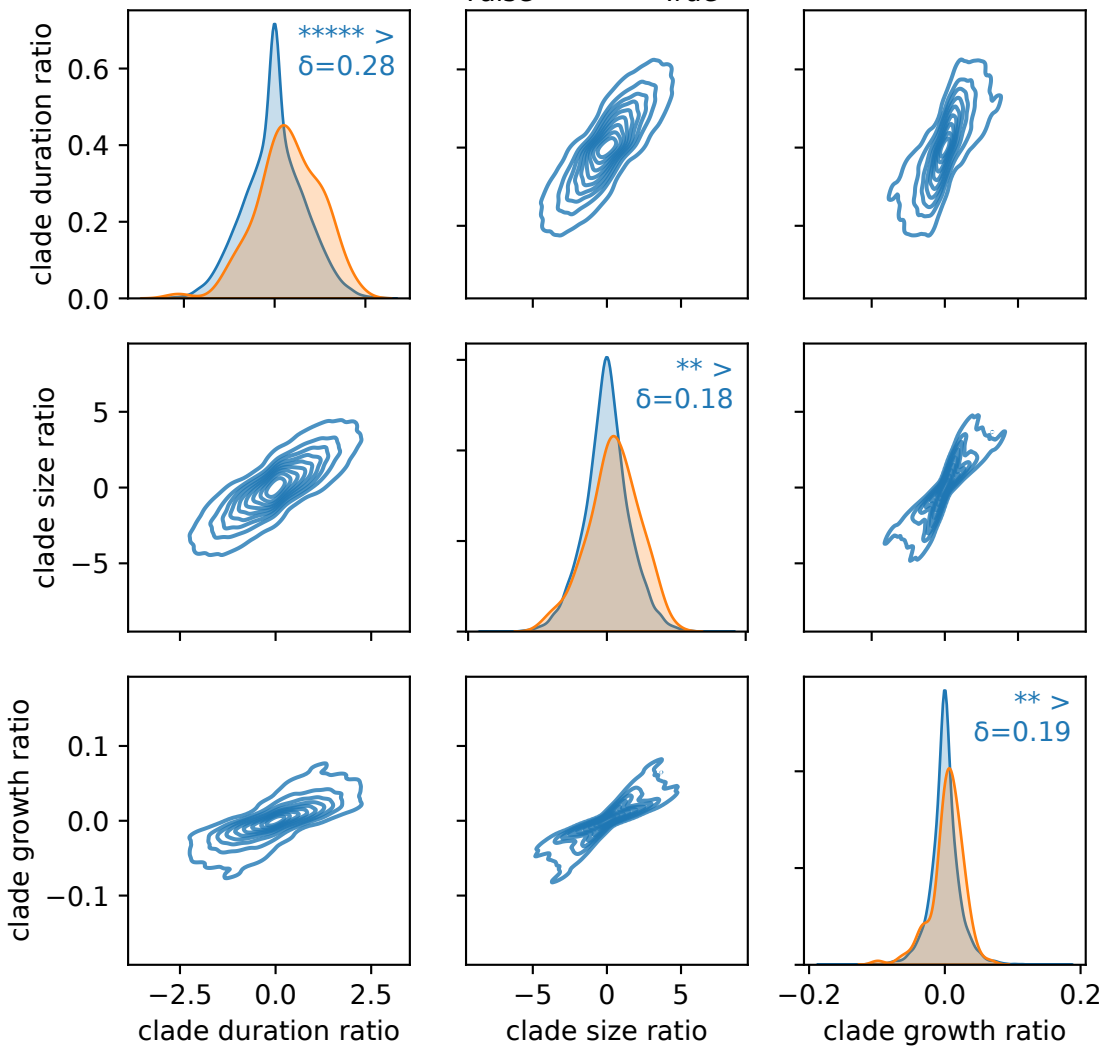 clade duration ratio
0.6
0.4
0.2
0.0
***** >
δ=0.28
clade size ratio
5
0
−5
** >
δ=0.18
clade growth ratio
0.1
0.0
−0.1
** >
δ=0.19
−2.5 0.0 2.5
−5 0 5
−0.2 0.0 0.2
clade duration ratio
clade size ratio
clade growth ratio